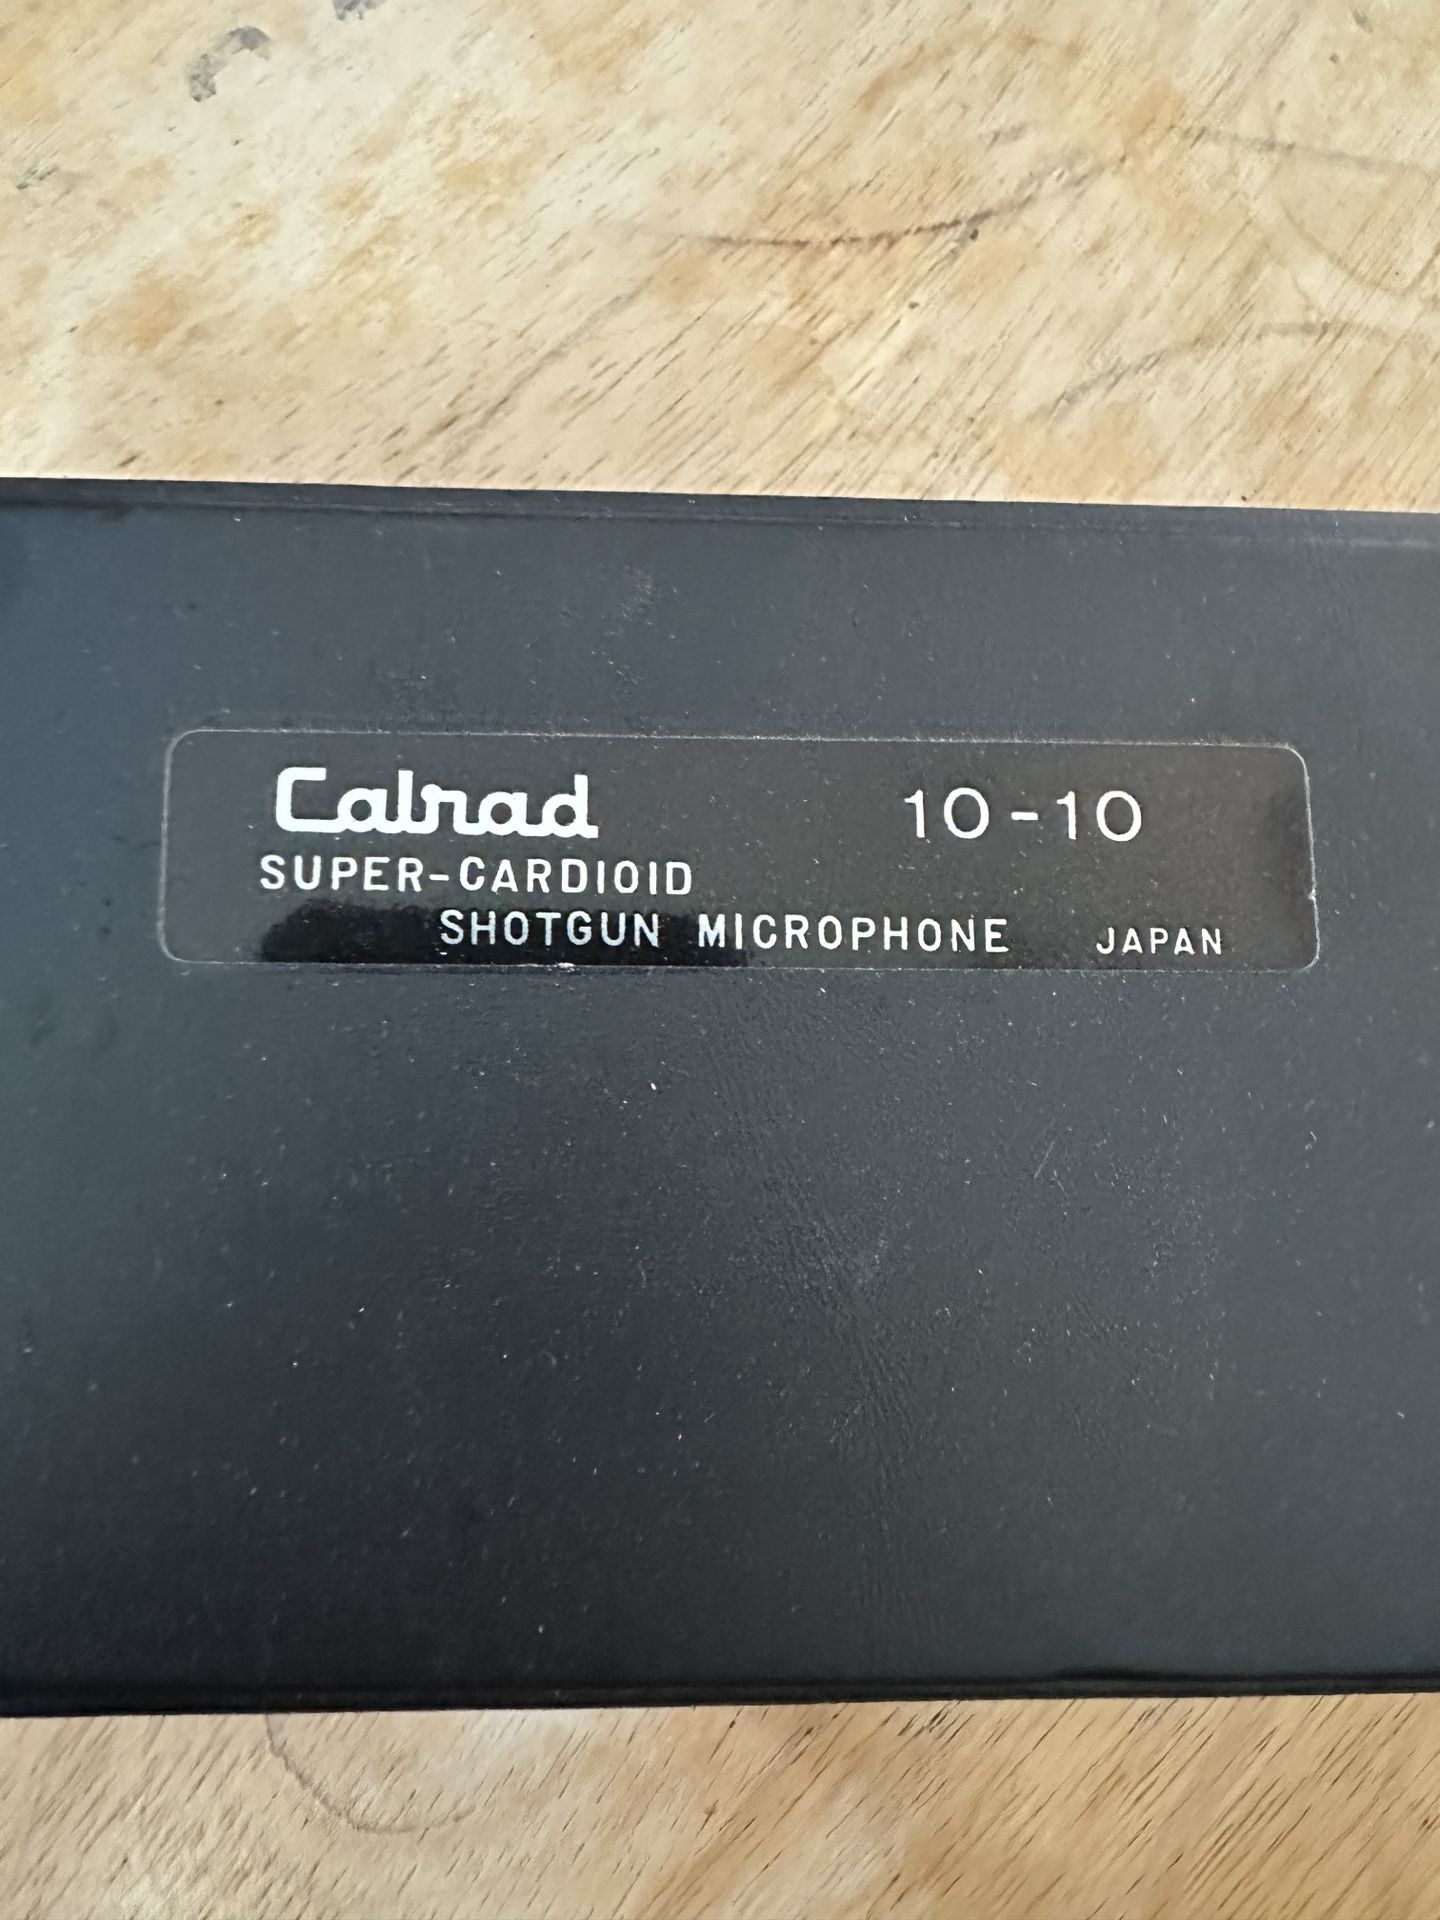 Calrad 10-10
SUPER-CARDIOID
SHOTGUN MICROPHONE JAPAN